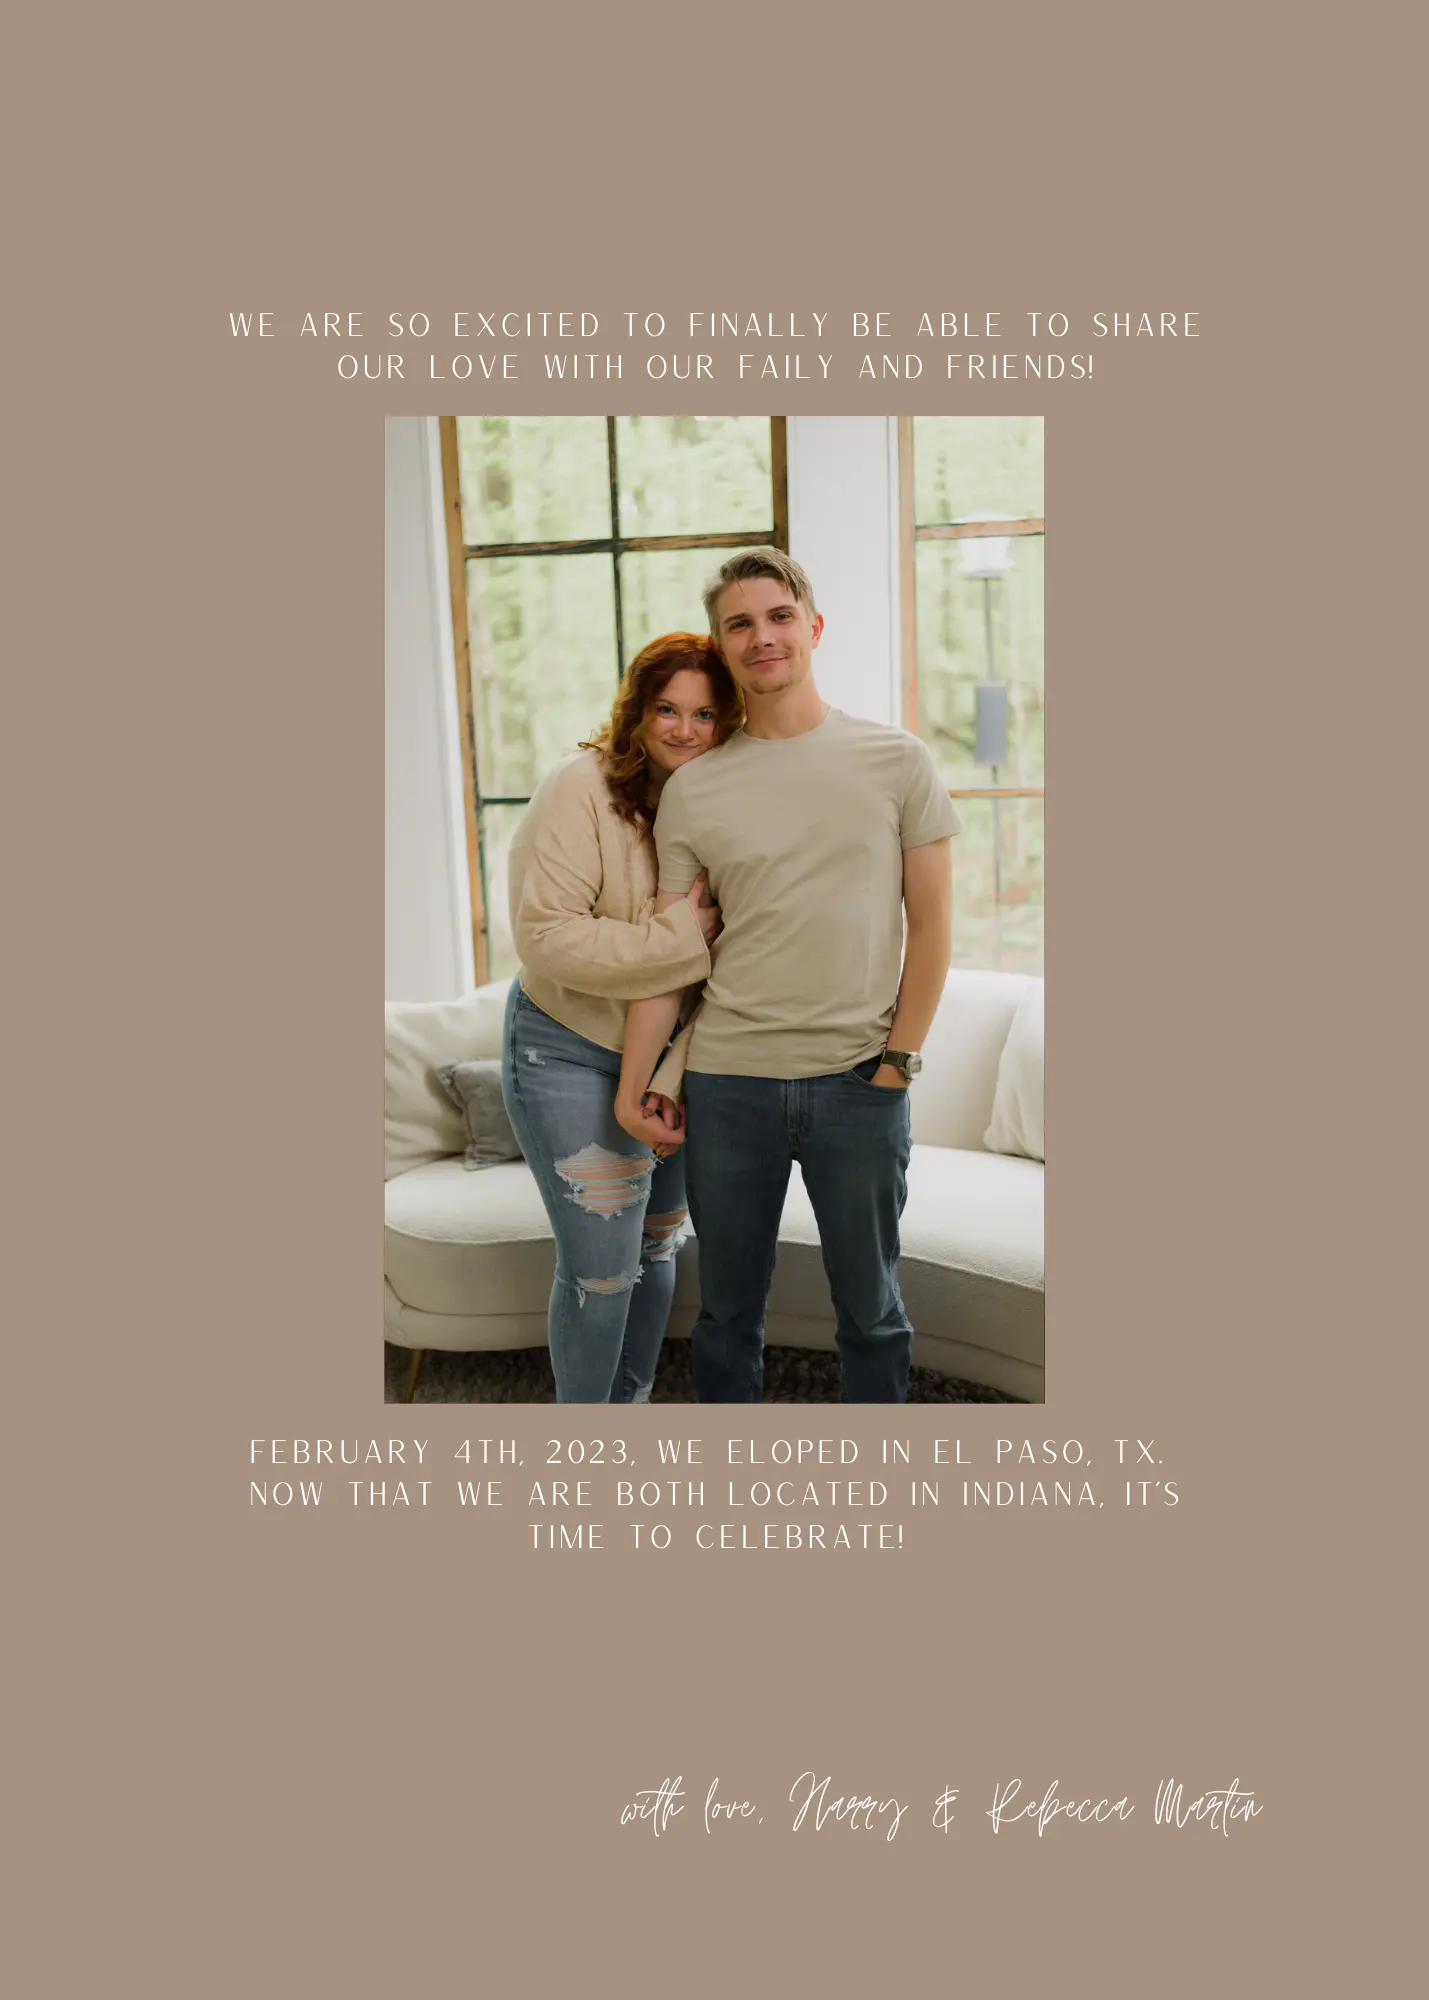 WE ARE SO EXCITED TO FINALLY BE ABLE TO SHARE
OUR LOVE WITH OUR FAILY AND FRIENDS!
FEBRUARY 4TH, 2023, WE ELOPED IN EL PASO, TX.
NOW THAT WE ARE BOTH LOCATED IN INDIANA, IT'S
TIME TO CELEBRATE!
with love, Harry & Rebecca Martin